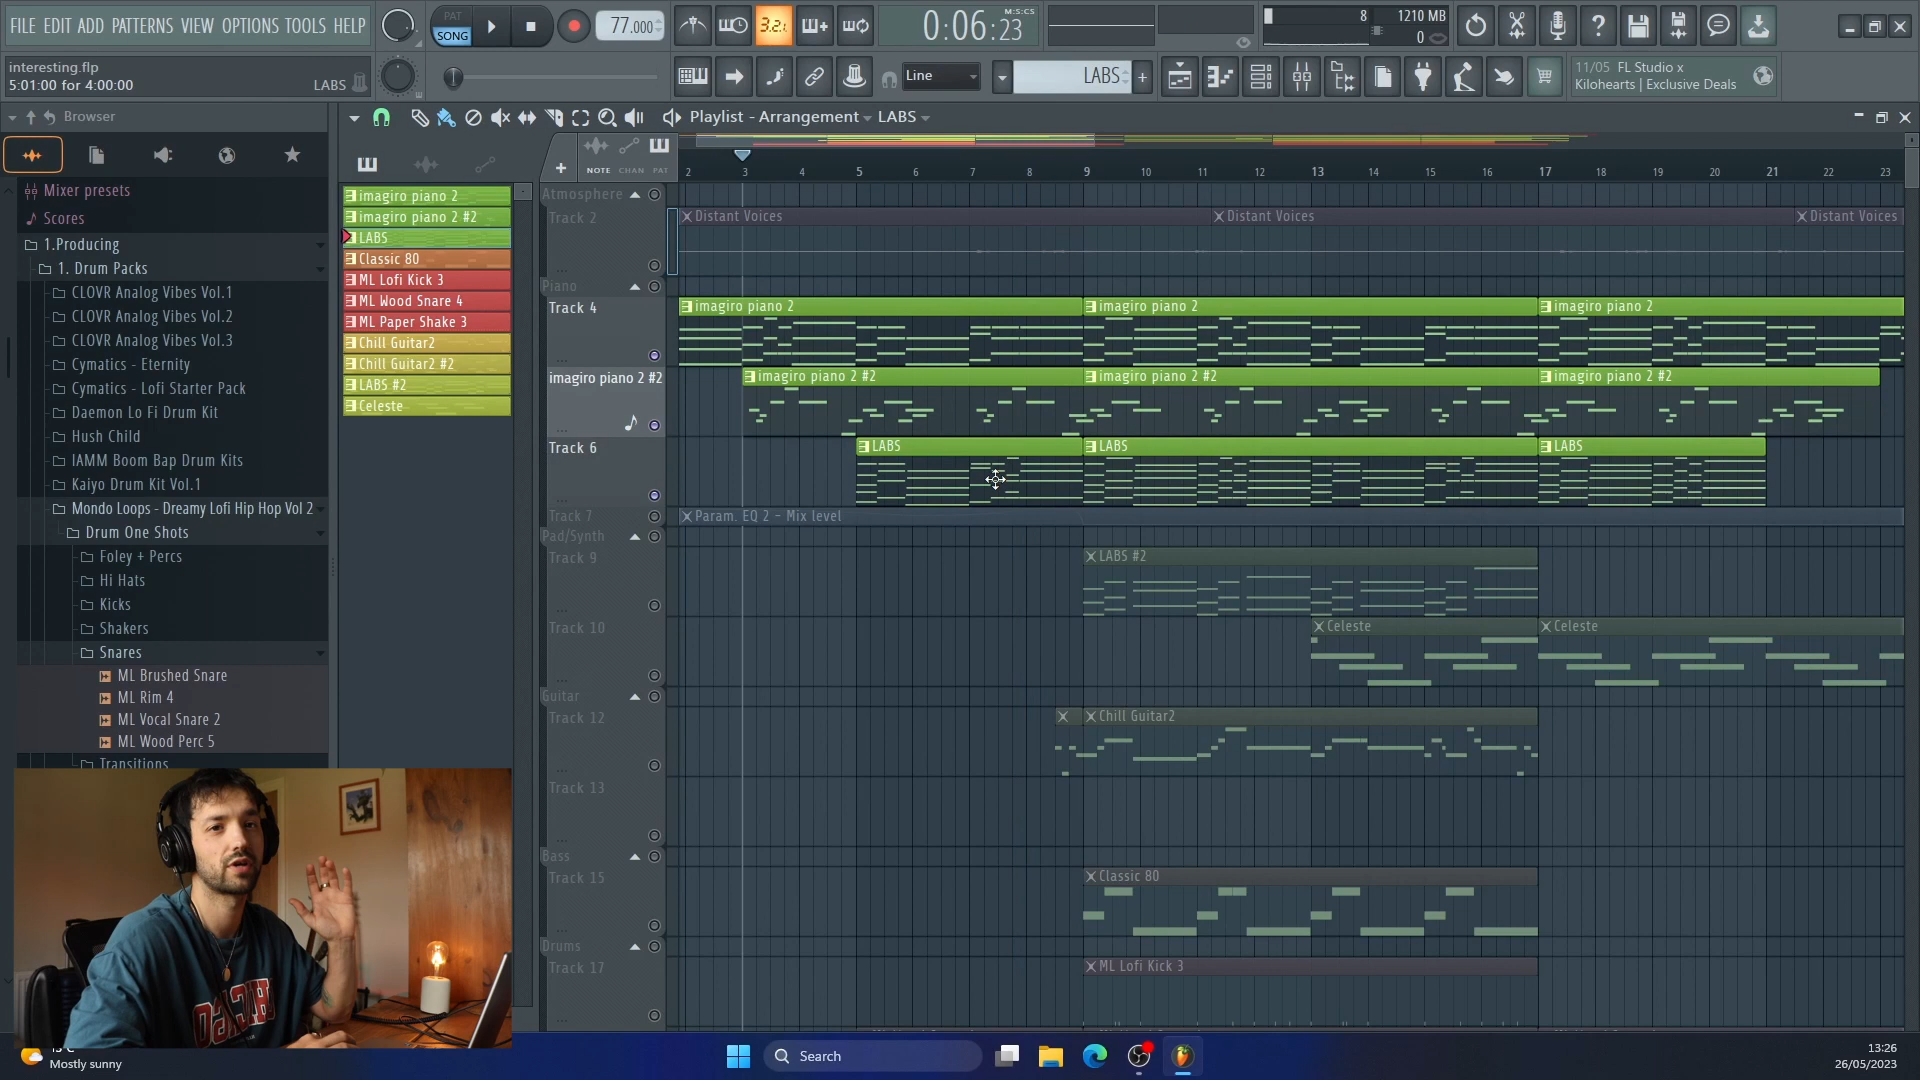 FILE EDIT ADD PATTERNS VIEW OPTIONS TOOLS HELP
PAT
SONG
77.000
3.2.
0:06:23
M:S:CS
8
1210 MB
0
interesting.flp
5:01:00 for 4:00:00
LABS
Line
LABS
11/05 FL Studio x
Kilohearts | Exclusive Deals
Browser
Playlist - Arrangement LABS
NOTE CHAN PAT
2 3 4 5 6 7 8 9 10 11 12 13 14 15 16 17 18 19 20 21 22 23
Mixer presets
Scores
1.Producing
1. Drum Packs
CLOVR Analog Vibes Vol.1
CLOVR Analog Vibes Vol.2
CLOVR Analog Vibes Vol.3
Cymatics - Eternity
Cymatics - Lofi Starter Pack
Daemon Lo Fi Drum Kit
Hush Child
IAMM Boom Bap Drum Kits
Kaiyo Drum Kit Vol.1
Mondo Loops - Dreamy Lofi Hip Hop Vol 2
Drum One Shots
Foley + Percs
Hi Hats
Kicks
Shakers
Snares
ML Brushed Snare
ML Rim 4
ML Vocal Snare 2
ML Wood Perc 5
Transitions
imagiro piano 2
imagiro piano 2 #2
LABS
Classic 80
ML Lofi Kick 3
ML Wood Snare 4
ML Paper Shake 3
Chill Guitar2
Chill Guitar2 #2
LABS #2
Celeste
Atmosphere
Track 2
Distant Voices
Distant Voices
Distant Voices
Piano
Track 4
imagiro piano 2
imagiro piano 2
imagiro piano 2
imagiro piano 2 #2
imagiro piano 2 #2
imagiro piano 2 #2
imagiro piano 2 #2
Track 6
LABS
LABS
LABS
Track 7
Param. EQ 2 - Mix level
Pad/Synth
Track 9
LABS #2
Track 10
Celeste
Celeste
Guitar
Track 12
Chill Guitar2
Track 13
Bass
Track 15
Classic 80
Drums
Track 17
ML Lofi Kick 3
Mostly sunny
Search
13:26
26/05/2023